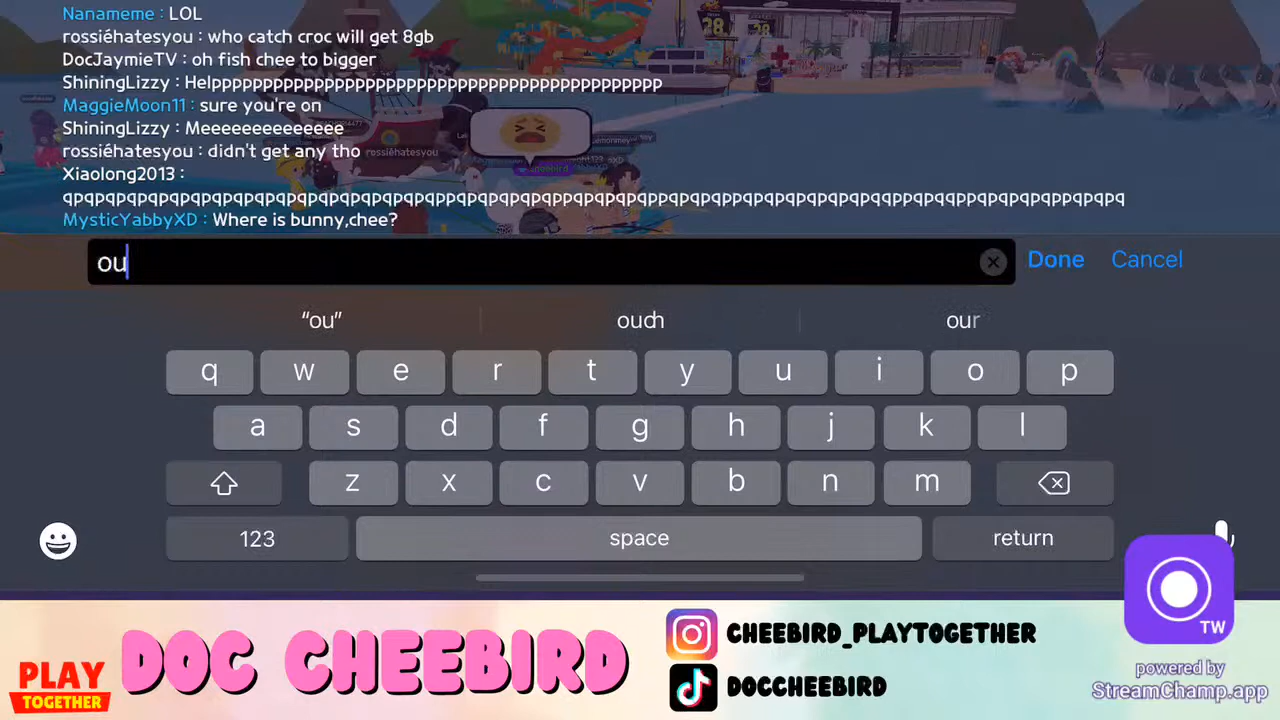 Nanameme : LOL
rossiéhatesyou : who catch croc will get 8gb
DocJaymieTV : oh fish chee to bigger
ShiningLizzy : Helppppppppppppppppppppppppppppppppppppppppppp
MaggieMoon11 : sure you're on
ShiningLizzy : Meeeeeeeeeeeeee
rossiéhatesyou : didn't get any tho
rossiéhatesyou
Xiaolong2013 :
MysticYabbyXD : Where is bunny,chee?
ou
Done
Cancel
“ou”
ouch
our
q w e r t y u i o p
a s d f g h j k l
z x c v b n m
123
space
return
TW
PLAY
TOGETHER
DOC CHEEBIRD
CHEEBIRD_PLAYTOGETHER
DOCCHEEBIRD
powered by
StreamChamp.app